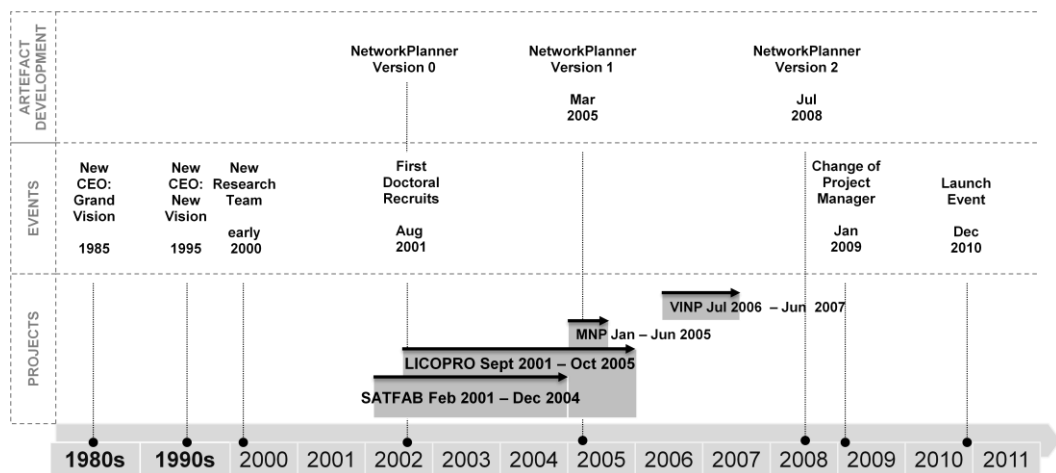 ARTEFACT
DEVELOPMENT
NetworkPlanner
Version 0
NetworkPlanner
Version 1
Mar
2005
NetworkPlanner
Version 2
Jul
2008
EVENTS
New
CEO:
Grand
Vision
1985
New
CEO:
New
Vision
1995
New
Research
Team
early
2000
First
Doctoral
Recruits
Aug
2001
Change of
Project
Manager
Jan
2009
Launch
Event
Dec
2010
PROJECTS
VINP Jul 2006 – Jun 2007
MNP Jan – Jun 2005
LICOPRO Sept 2001 – Oct 2005
SATFAB Feb 2001 – Dec 2004
1980s 1990s 2000 2001 2002 2003 2004 2005 2006 2007 2008 2009 2010 2011